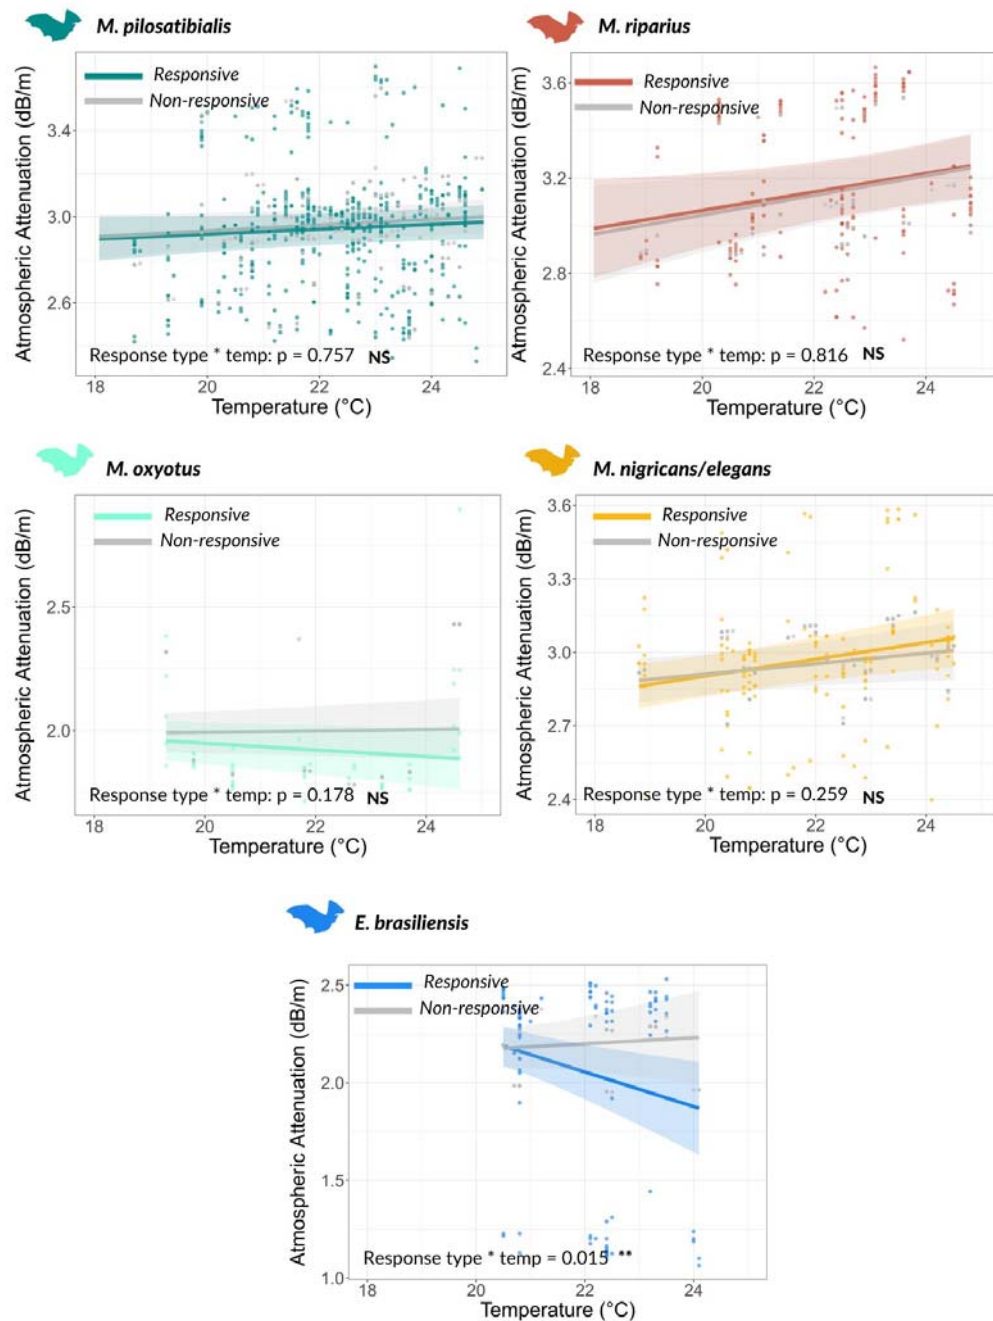 M. pilosatibialis
Responsive
Non-responsive
Atmospheric Attenuation (dB/m)
3.4
3.0
2.6
Response type * temp: p = 0.757 NS
18 20 22 24
Temperature (°C)
M. riparius
Responsive
Non-responsive
Atmospheric Attenuation (dB/m)
3.6
3.2
2.8
2.4
Response type * temp: p = 0.816 NS
18 20 22 24
Temperature (°C)
M. oxyotus
Responsive
Non-responsive
Atmospheric Attenuation (dB/m)
2.5
2.0
Response type * temp: p = 0.178 NS
18 20 22 24
Temperature (°C)
M. nigricans/elegans
Responsive
Non-responsive
Atmospheric Attenuation (dB/m)
3.6
3.3
3.0
2.7
2.4
Response type * temp: p = 0.259 NS
18 20 22 24
Temperature (°C)
E. brasiliensis
Responsive
Non-responsive
Atmospheric Attenuation (dB/m)
2.5
2.0
1.5
1.0
Response type * temp = 0.015 **
18 20 22 24
Temperature (°C)